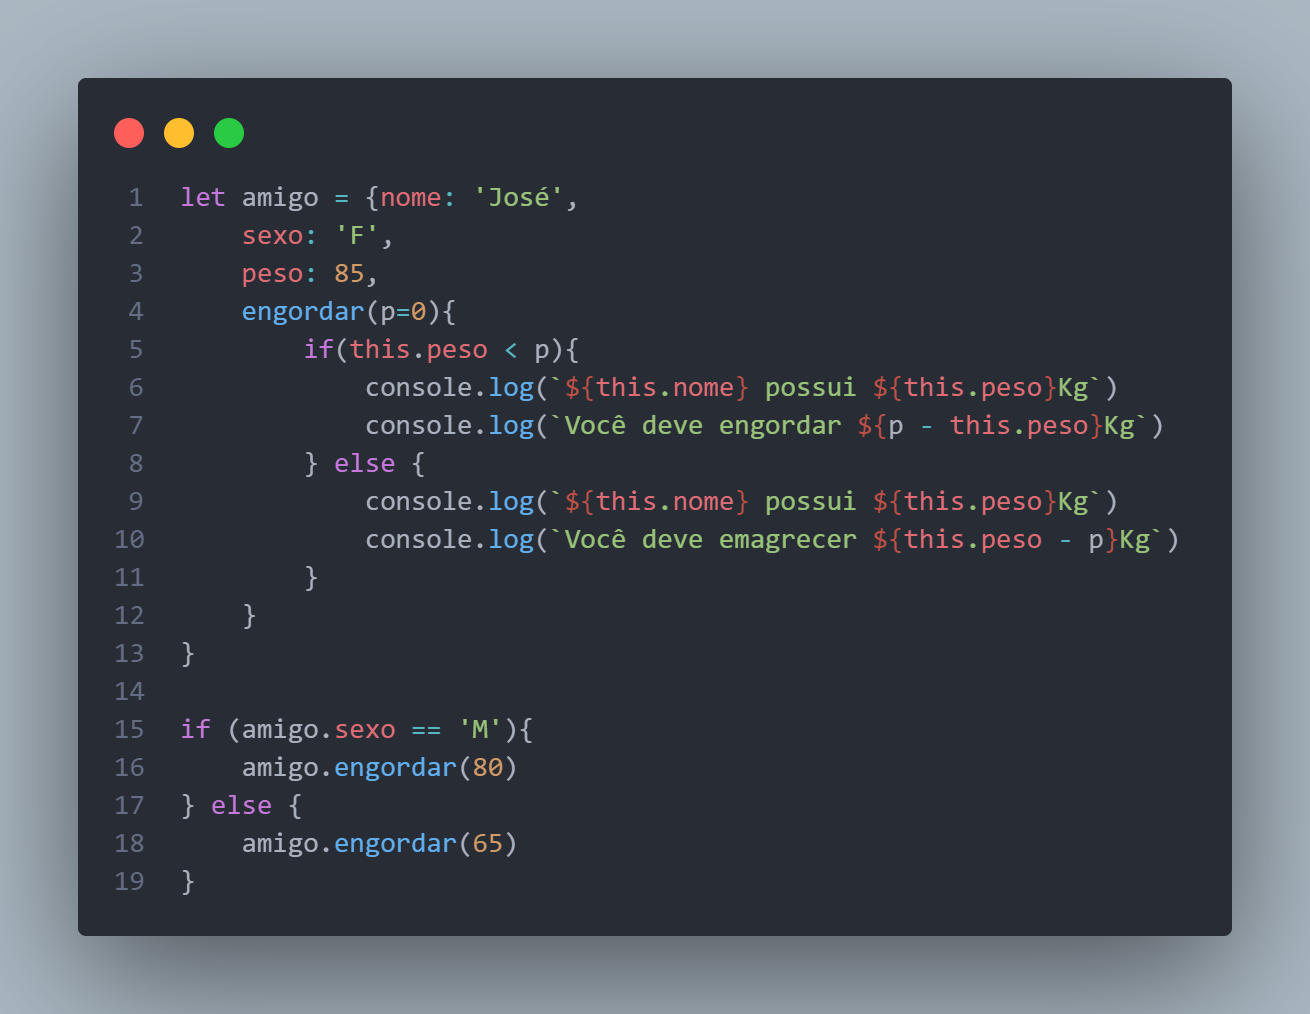 1 let amigo = {nome: 'José',
2     sexo: 'F',
3     peso: 85,
4     engordar(p=0){
5         if(this.peso < p){
6             console.log(`${this.nome} possui ${this.peso}Kg`)
7             console.log(`Você deve engordar ${p - this.peso}Kg`)
8         } else {
9             console.log(`${this.nome} possui ${this.peso}Kg`)
10             console.log(`Você deve emagrecer ${this.peso - p}Kg`)
11         }
12     }
13 }
14
15 if (amigo.sexo == 'M'){
16     amigo.engordar(80)
17 } else {
18     amigo.engordar(65)
19 }